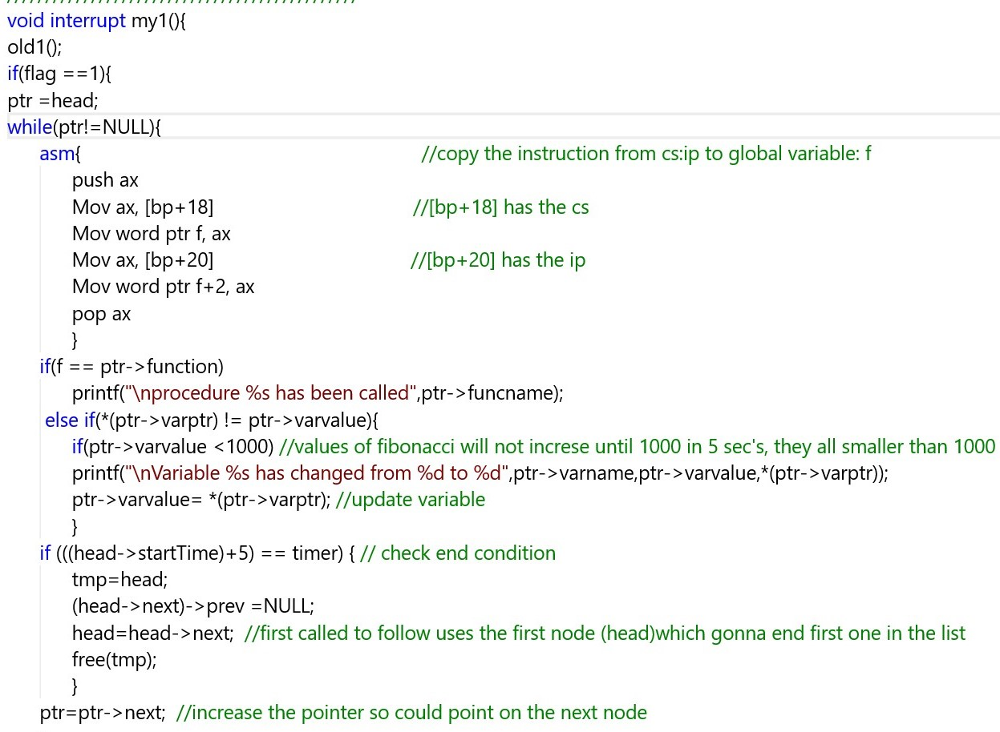 void interrupt my1(){
old1();
if(flag ==1){
ptr =head;
while(ptr!=NULL){
asm{ //copy the instruction from cs:ip to global variable: f
push ax
Mov ax, [bp+18] //[bp+18] has the cs
Mov word ptr f, ax
Mov ax, [bp+20] //[bp+20] has the ip
Mov word ptr f+2, ax
pop ax
}
if(f == ptr->function)
printf("\nprocedure %s has been called",ptr->funcname);
else if(*(ptr->varptr) != ptr->varvalue){
if(ptr->varvalue <1000) //values of fibonacci will not increse until 1000 in 5 sec's, they all smaller than 1000
printf("\nVariable %s has changed from %d to %d",ptr->varname,ptr->varvalue,*(ptr->varptr));
ptr->varvalue= *(ptr->varptr); //update variable
}
if (((head->startTime)+5) == timer) { // check end condition
tmp=head;
(head->next)->prev =NULL;
head=head->next; //first called to follow uses the first node (head)which gonna end first one in the list
free(tmp);
}
ptr=ptr->next; //increase the pointer so could point on the next node